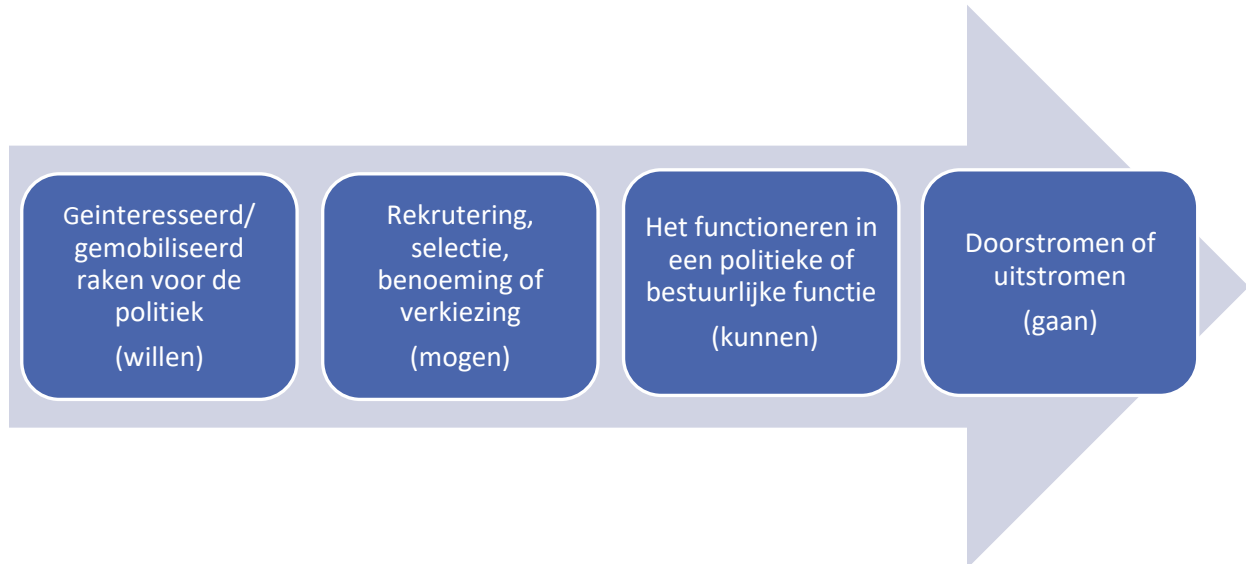 Geinteresseerd/
gemobiliseerd
raken voor de
politiek
(willen)
Rekrutering,
selectie,
benoeming of
verkiezing
(mogen)
Het functioneren in
een politieke of
bestuurlijke functie
(kunnen)
Doorstromen of
uitstromen
(gaan)